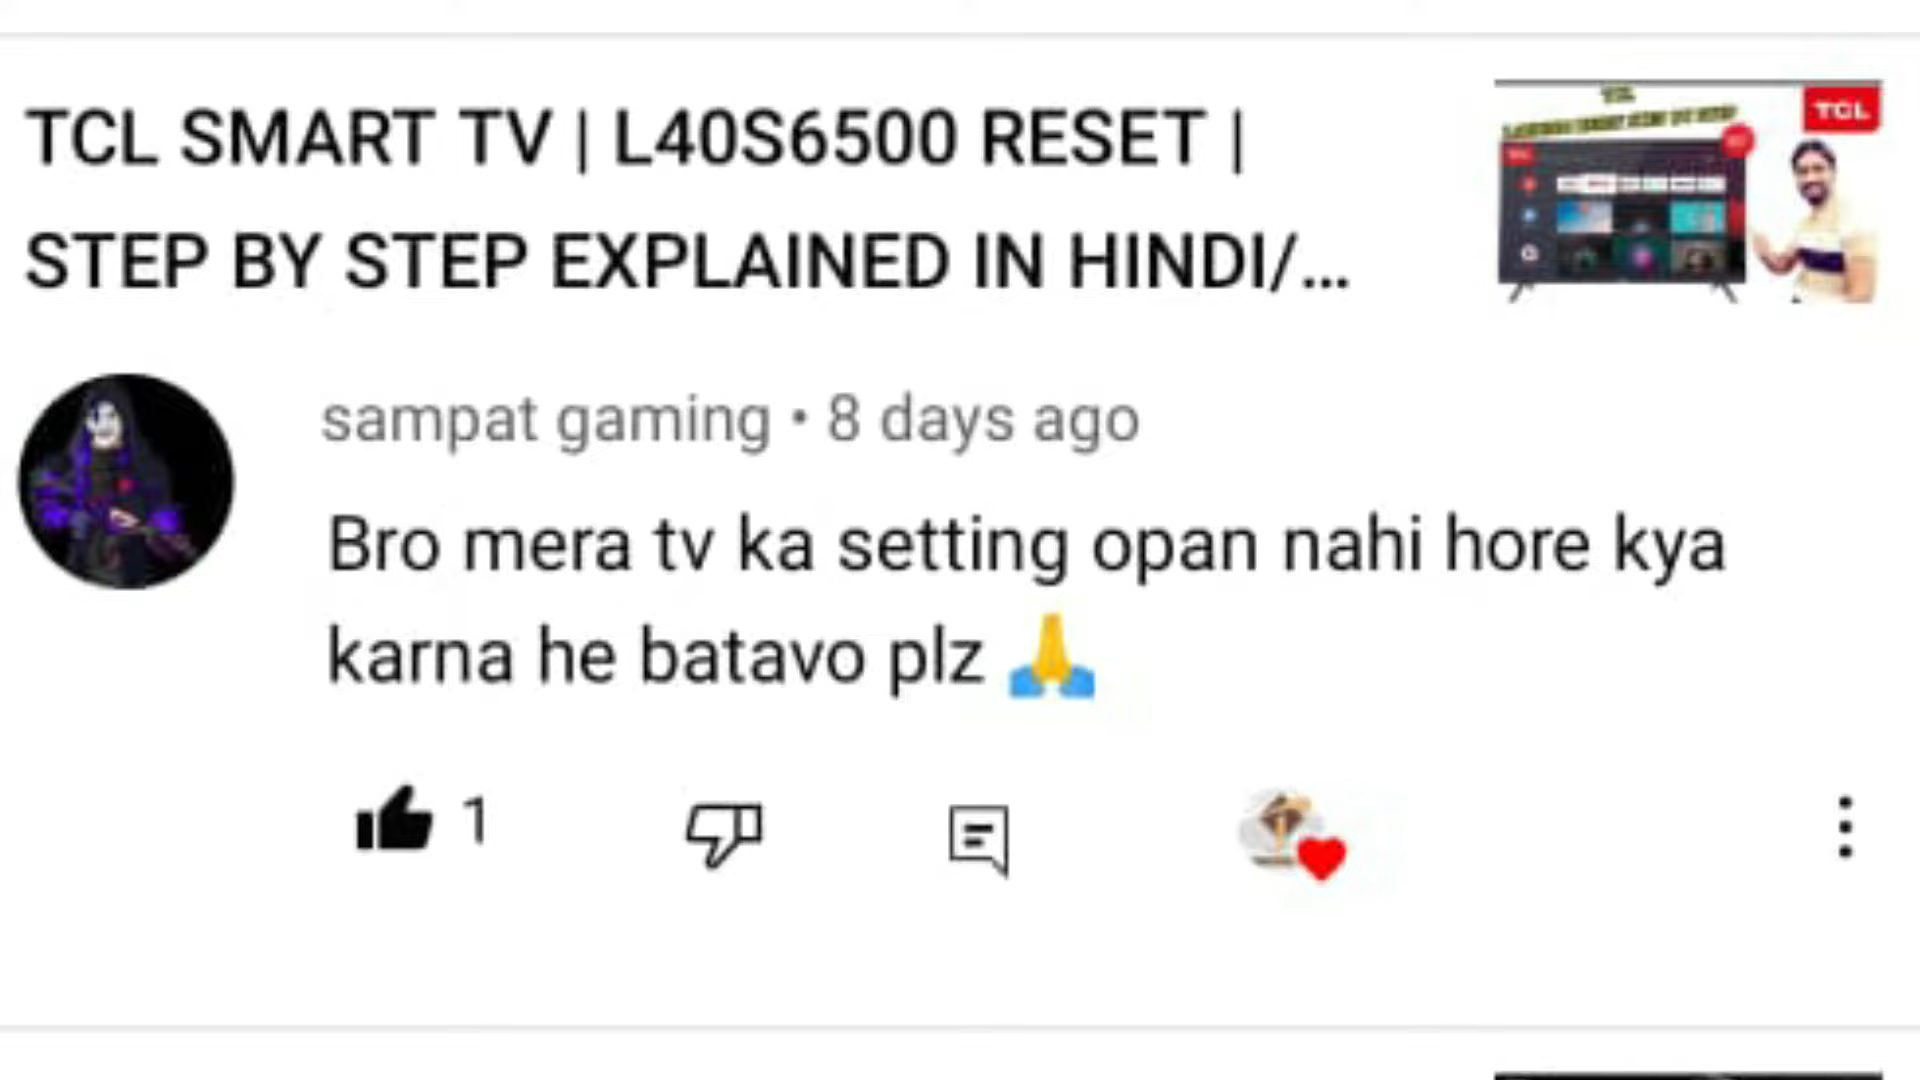 TCL SMART TV | L40S6500 RESET |
STEP BY STEP EXPLAINED IN HINDI/...
TCL
sampat gaming • 8 days ago
Bro mera tv ka setting opan nahi hore kya
karna he batavo plz 🙏
1